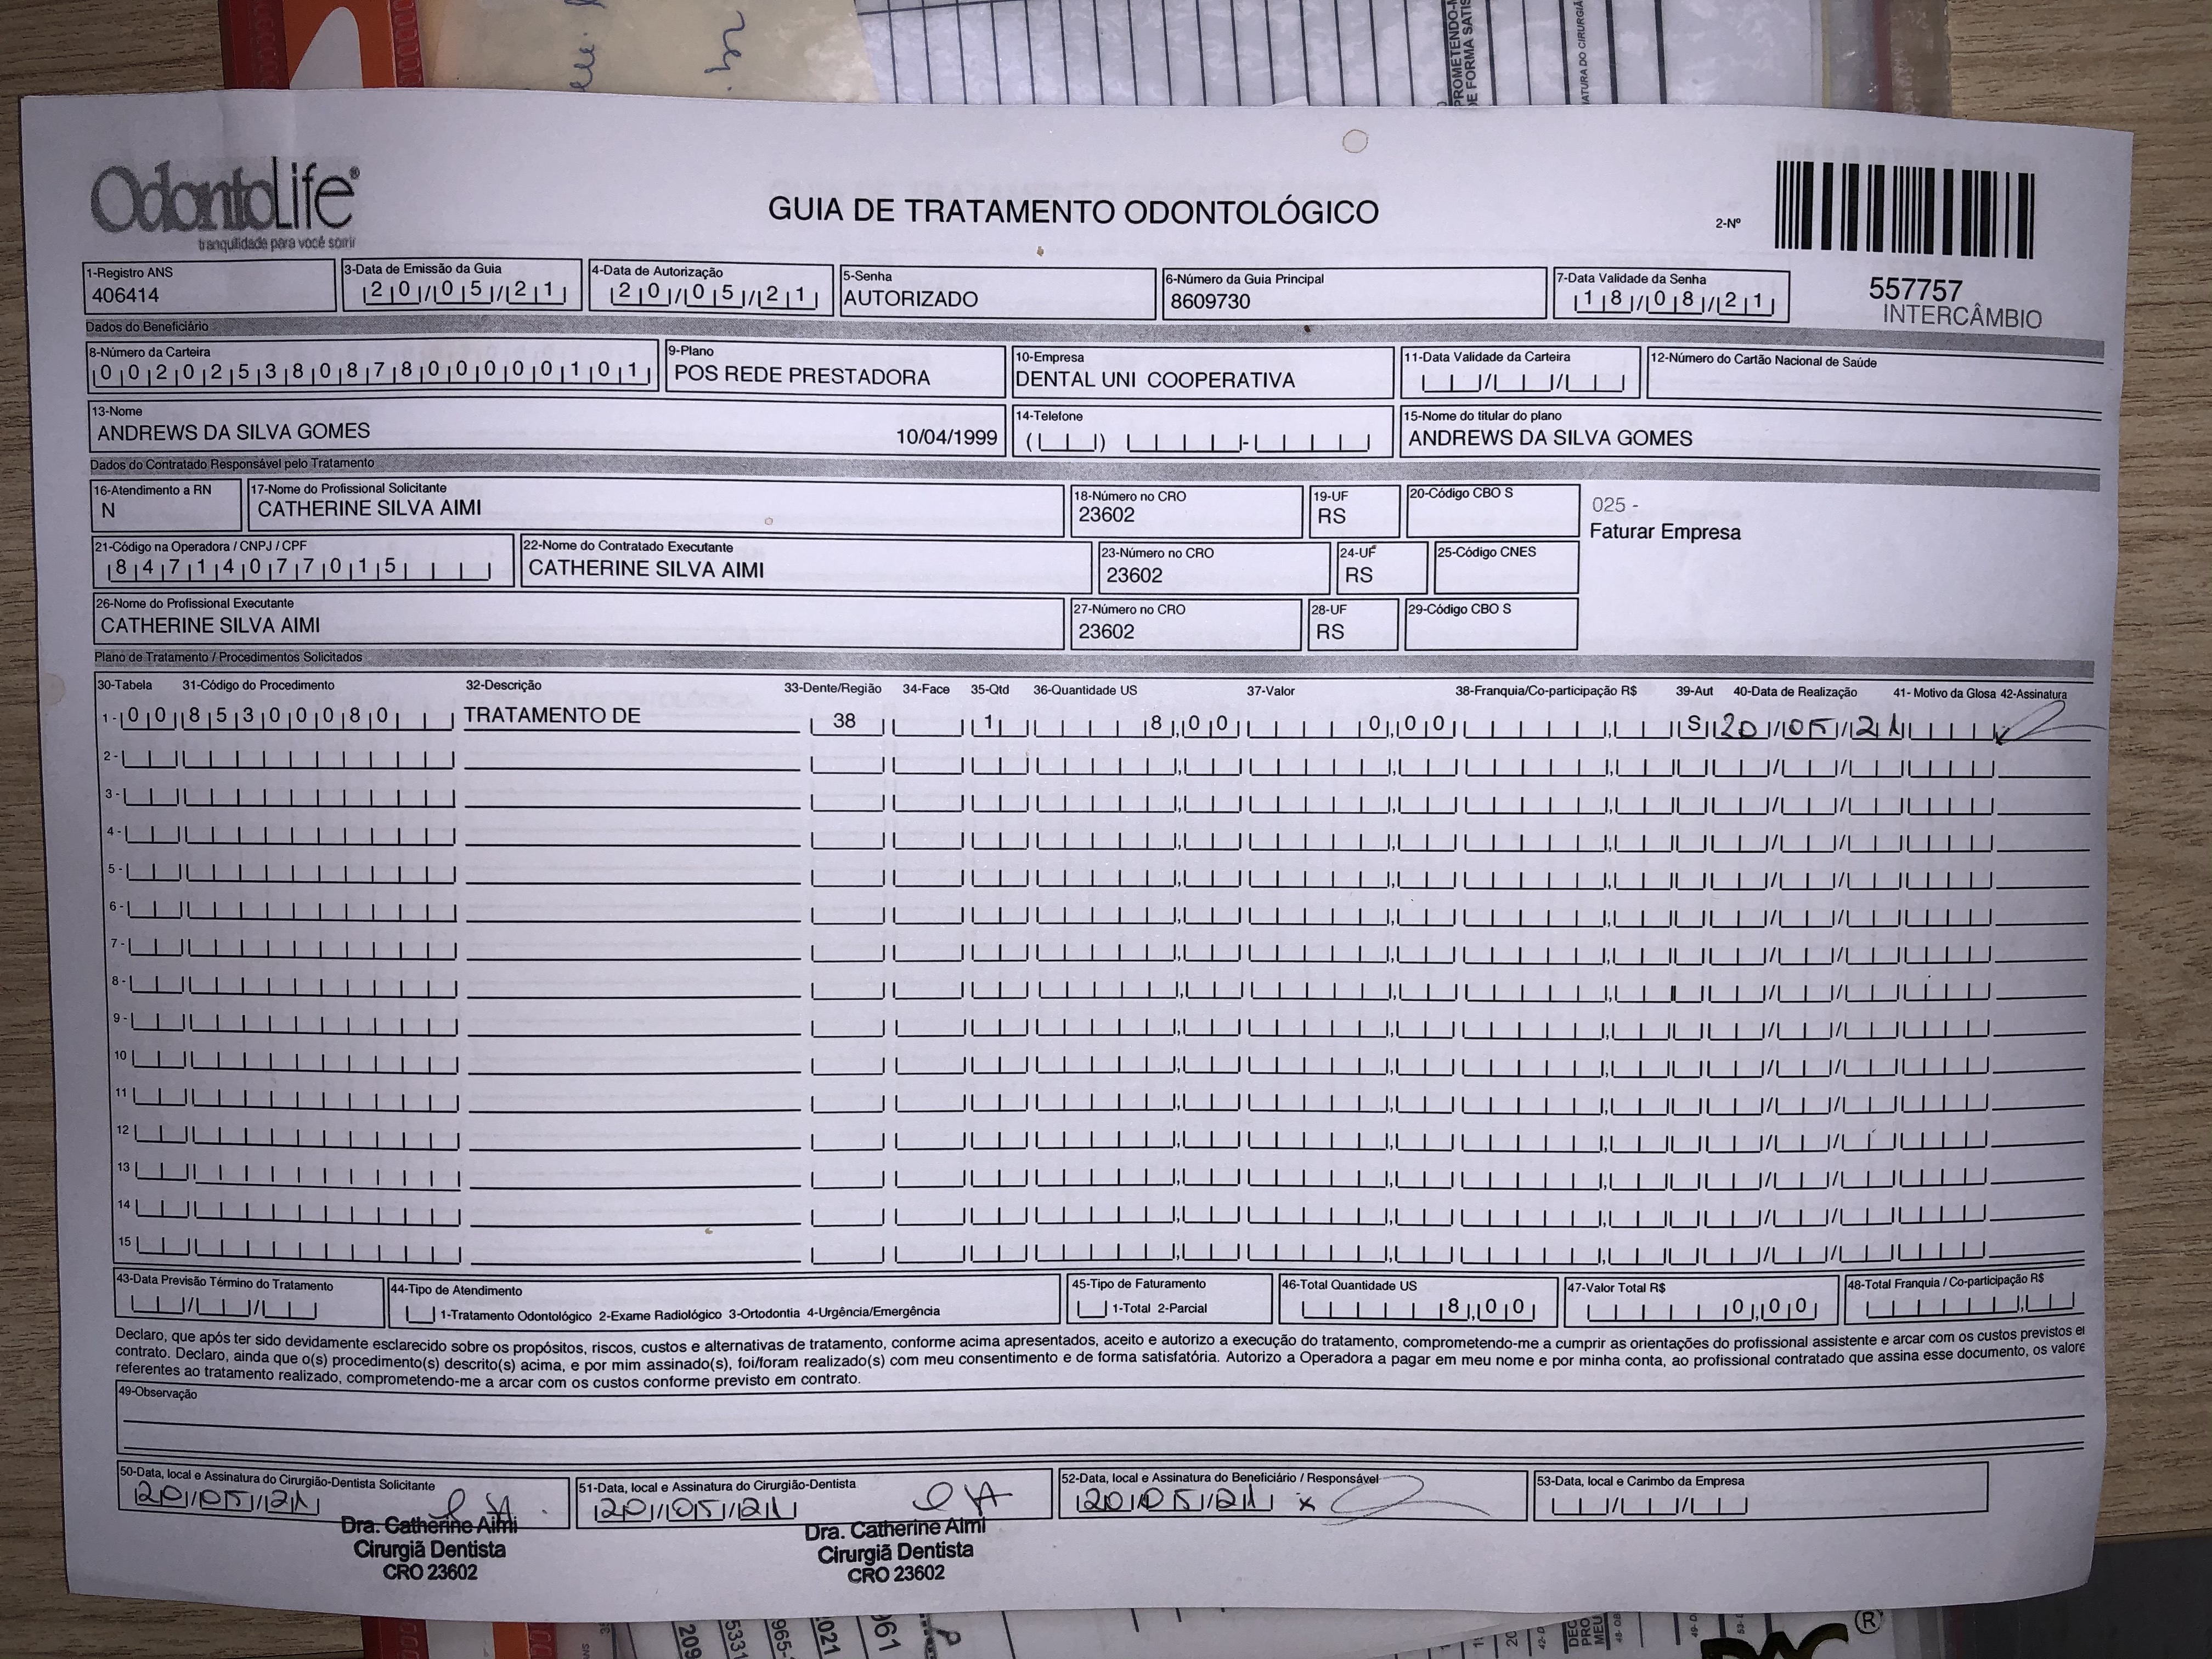 OdontoLife®
tranquilidade para você sorrir
GUIA DE TRATAMENTO ODONTOLÓGICO
2-Nº
557757
INTERCÂMBIO
1-Registro ANS
406414
3-Data de Emissão da Guia
20/05/21
4-Data de Autorização
20/05/21
5-Senha
AUTORIZADO
6-Número da Guia Principal
8609730
7-Data Validade da Senha
18/08/21
Dados do Beneficiário
8-Número da Carteira
00202538087800000101
9-Plano
POS REDE PRESTADORA
10-Empresa
DENTAL UNI COOPERATIVA
11-Data Validade da Carteira
12-Número do Cartão Nacional de Saúde
13-Nome
ANDREWS DA SILVA GOMES 10/04/1999
14-Telefone
15-Nome do titular do plano
ANDREWS DA SILVA GOMES
Dados do Contratado Responsável pelo Tratamento
16-Atendimento a RN
N
17-Nome do Profissional Solicitante
CATHERINE SILVA AIMI
18-Número no CRO
23602
19-UF
RS
20-Código CBO S
025 -
Faturar Empresa
21-Código na Operadora / CNPJ / CPF
84714077015
22-Nome do Contratado Executante
CATHERINE SILVA AIMI
23-Número no CRO
23602
24-UF
RS
25-Código CNES
26-Nome do Profissional Executante
CATHERINE SILVA AIMI
27-Número no CRO
23602
28-UF
RS
29-Código CBO S
Plano de Tratamento / Procedimentos Solicitados
30-Tabela 31-Código do Procedimento 32-Descrição 33-Dente/Região 34-Face 35-Qtd 36-Quantidade US 37-Valor 38-Franquia/Co-participação R$ 39-Aut 40-Data de Realização 41- Motivo da Glosa 42-Assinatura
1- 00 85300080 TRATAMENTO DE 38 1 8,00 0,00 S 20/05/21
2-
3-
4-
5-
6-
7-
8-
9-
10
11
12
13
14
15
43-Data Previsão Término do Tratamento
44-Tipo de Atendimento
1-Tratamento Odontológico 2-Exame Radiológico 3-Ortodontia 4-Urgência/Emergência
45-Tipo de Faturamento
1-Total 2-Parcial
46-Total Quantidade US
8,00
47-Valor Total R$
0,00
48-Total Franquia / Co-participação R$
Declaro, que após ter sido devidamente esclarecido sobre os propósitos, riscos, custos e alternativas de tratamento, conforme acima apresentados, aceito e autorizo a execução do tratamento, comprometendo-me a cumprir as orientações do profissional assistente e arcar com os custos previstos e
contrato. Declaro, ainda que o(s) procedimento(s) descrito(s) acima, e por mim assinado(s), foi/foram realizado(s) com meu consentimento e de forma satisfatória. Autorizo a Operadora a pagar em meu nome e por minha conta, ao profissional contratado que assina esse documento, os valore
referentes ao tratamento realizado, comprometendo-me a arcar com os custos conforme previsto em contrato.
49-Observação
50-Data, local e Assinatura do Cirurgião-Dentista Solicitante
20/05/21
Dra. Catherine Aimi
Cirurgiã Dentista
CRO 23602
51-Data, local e Assinatura do Cirurgião-Dentista
20/05/21
Dra. Catherine Aimi
Cirurgiã Dentista
CRO 23602
52-Data, local e Assinatura do Beneficiário / Responsável
20/05/21 x
53-Data, local e Carimbo da Empresa